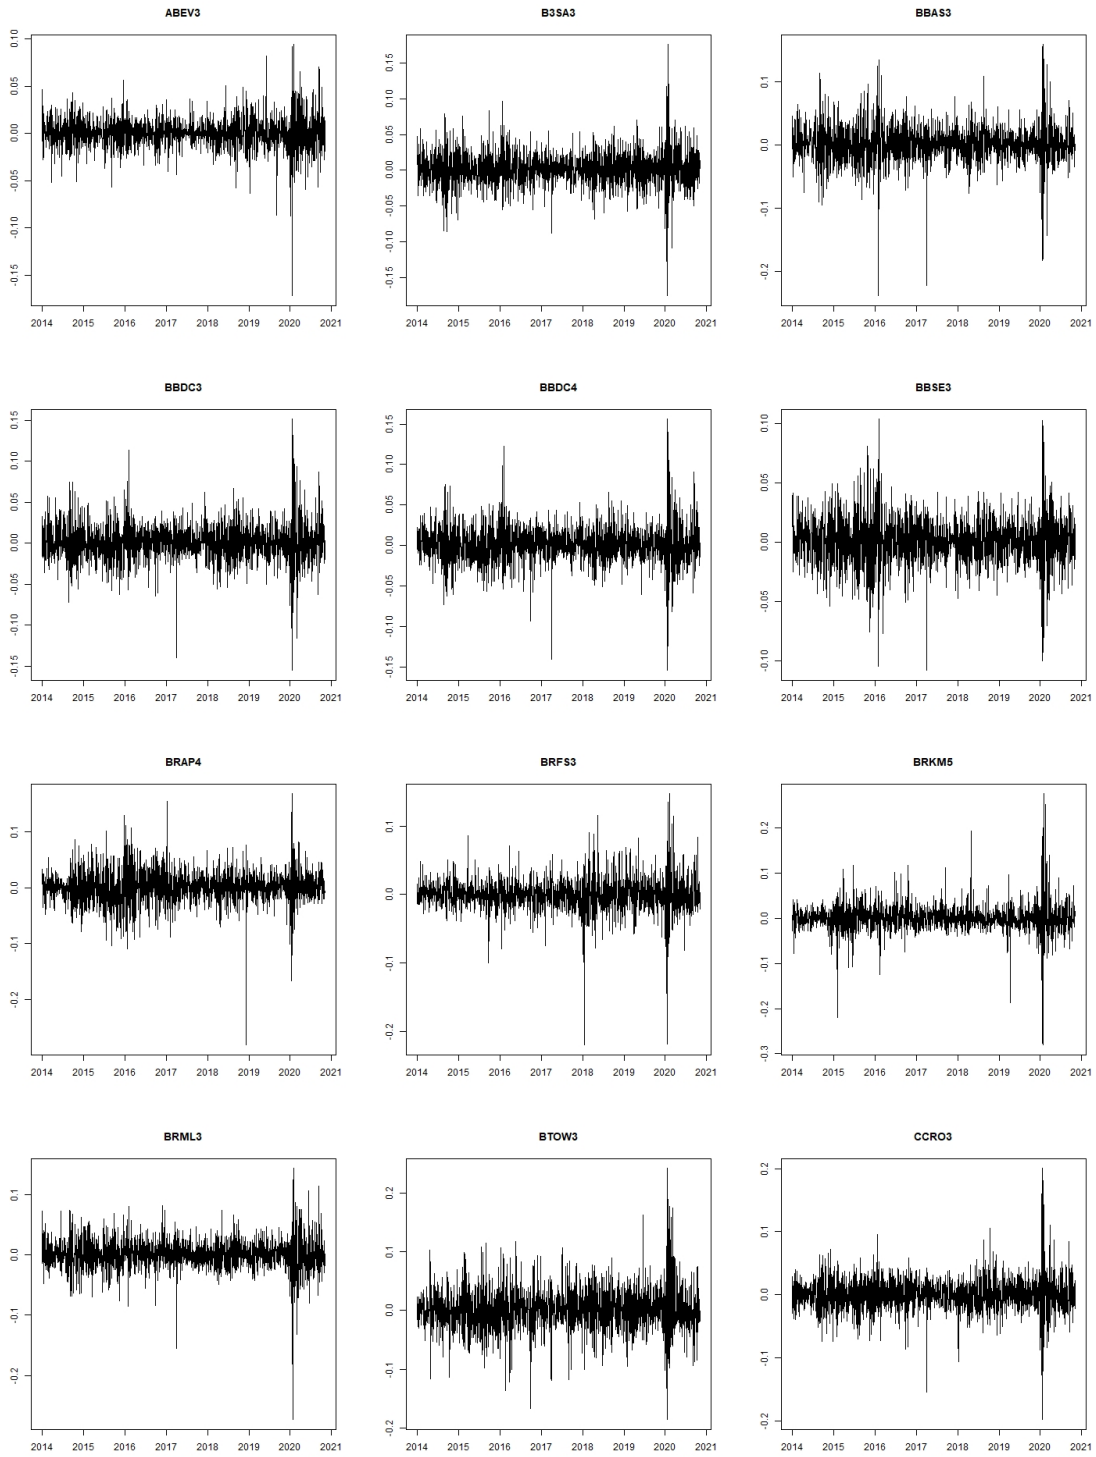 ABEV3 B3SA3 BBAS3
0.10 0.05 0.00 -0.05 -0.10 -0.15
0.15 0.10 0.05 0.00 -0.05 -0.10 -0.15
0.1 0.0 -0.1 -0.2
2014 2015 2016 2017 2018 2019 2020 2021
2014 2015 2016 2017 2018 2019 2020 2021
2014 2015 2016 2017 2018 2019 2020 2021
BBDC3 BBDC4 BBSE3
0.15 0.10 0.05 0.00 -0.05 -0.10 -0.15
0.15 0.10 0.05 0.00 -0.05 -0.10 -0.15
0.10 0.05 0.00 -0.05 -0.10
2014 2015 2016 2017 2018 2019 2020 2021
2014 2015 2016 2017 2018 2019 2020 2021
2014 2015 2016 2017 2018 2019 2020 2021
BRAP4 BRFS3 BRKM5
0.1 0.0 -0.1 -0.2
0.1 0.0 -0.1 -0.2
0.2 0.1 0.0 -0.1 -0.2 -0.3
2014 2015 2016 2017 2018 2019 2020 2021
2014 2015 2016 2017 2018 2019 2020 2021
2014 2015 2016 2017 2018 2019 2020 2021
BRML3 BTOW3 CCRO3
0.1 0.0 -0.1 -0.2
0.2 0.1 0.0 -0.1 -0.2
0.2 0.1 0.0 -0.1 -0.2
2014 2015 2016 2017 2018 2019 2020 2021
2014 2015 2016 2017 2018 2019 2020 2021
2014 2015 2016 2017 2018 2019 2020 2021